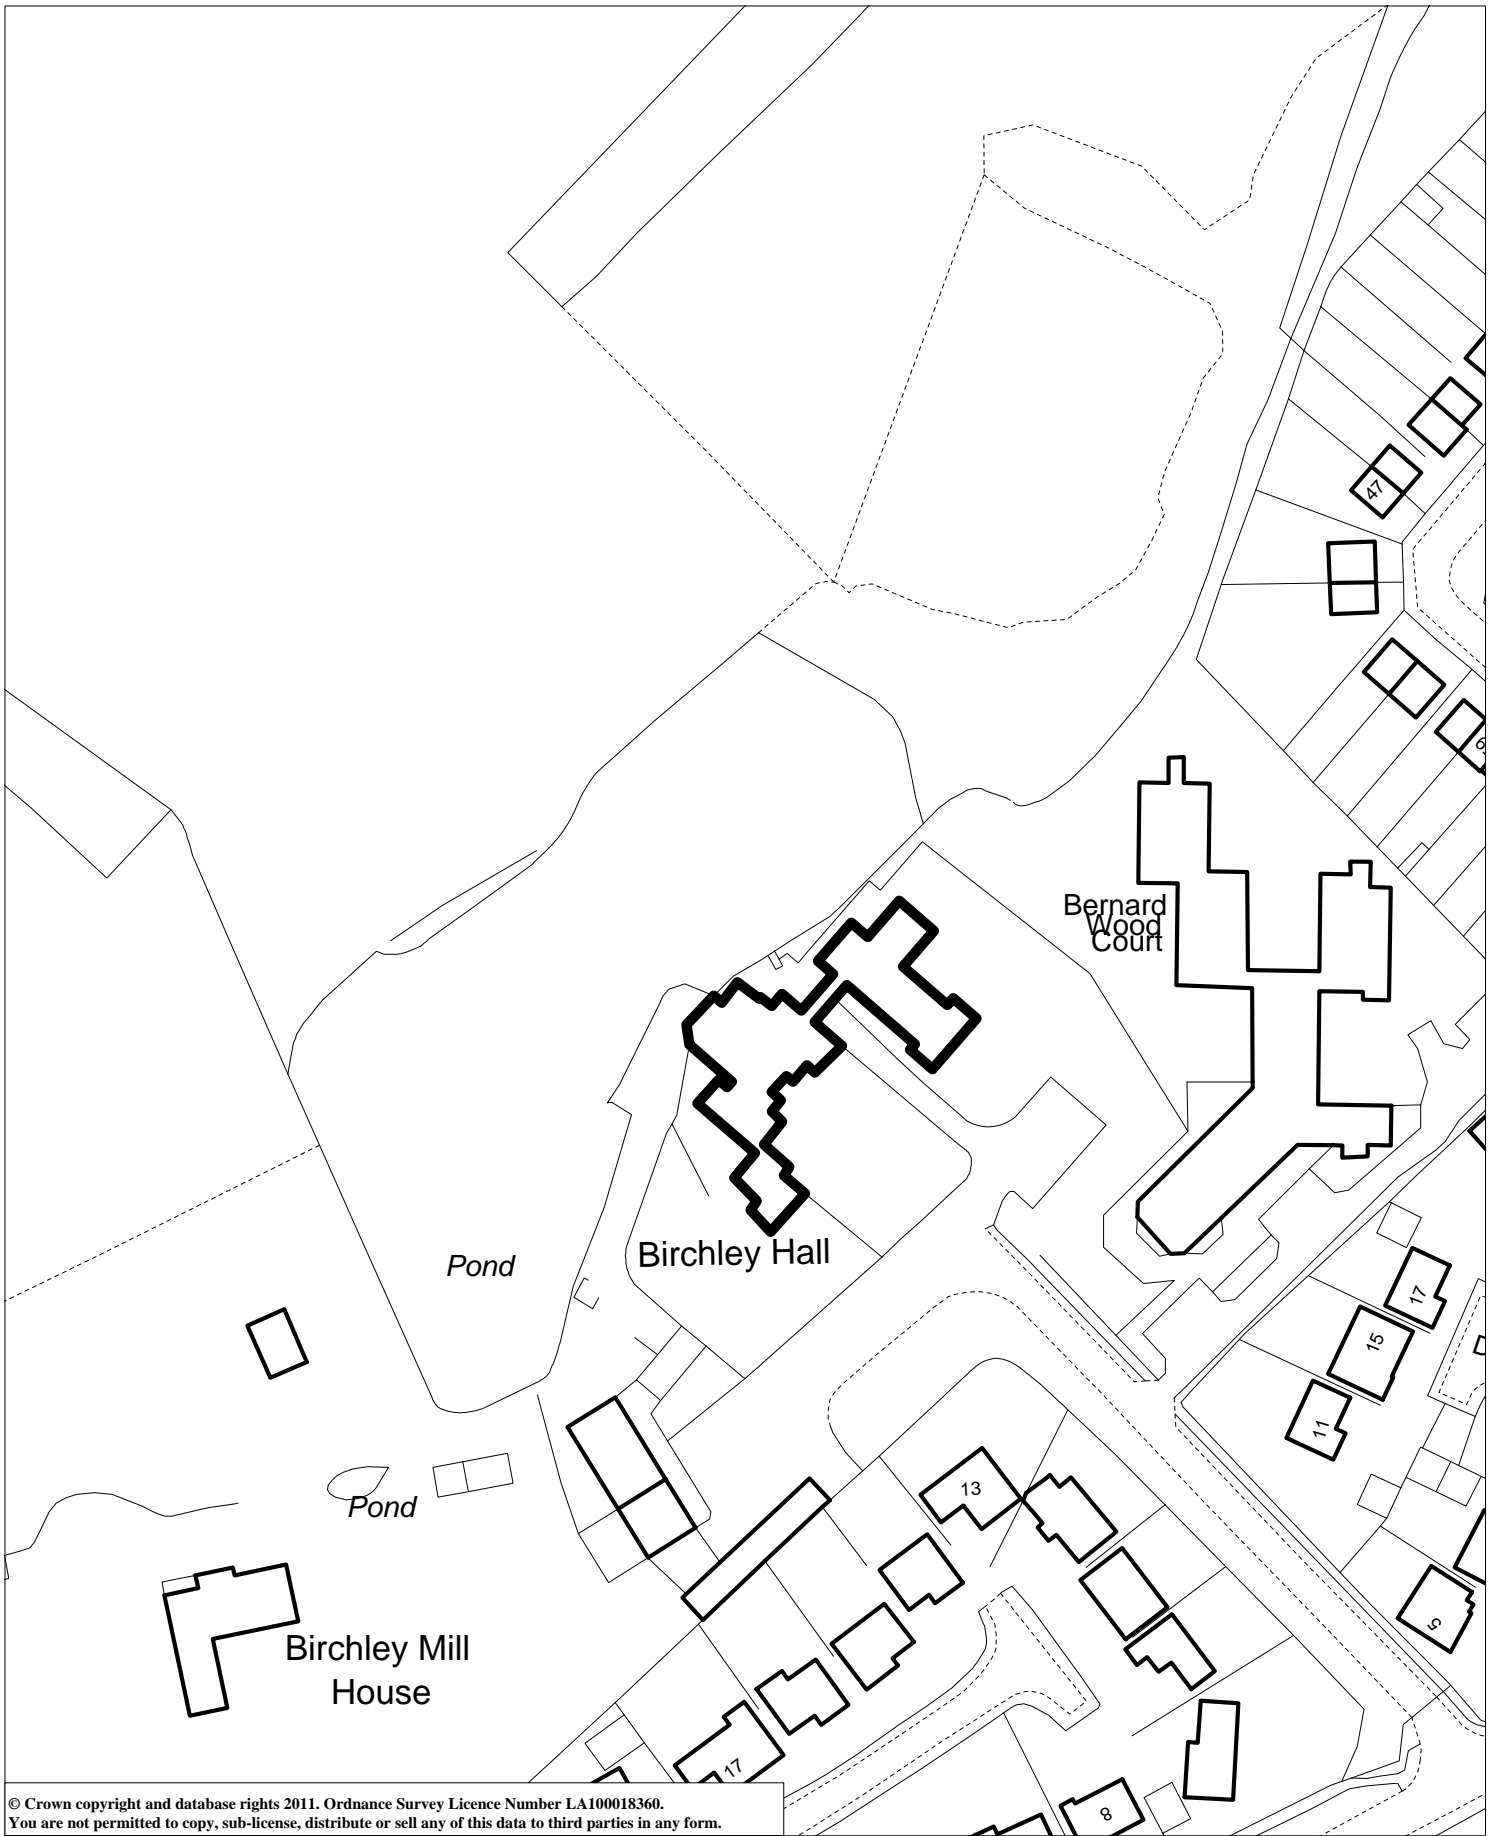 47
Bernard
Wood
Court
Birchley Hall
Pond
17
15
11
13
Pond
5
Birchley Mill
House
17
8
© Crown copyright and database rights 2011. Ordnance Survey Licence Number LA100018360.
You are not permitted to copy, sub-license, distribute or sell any of this data to third parties in any form.